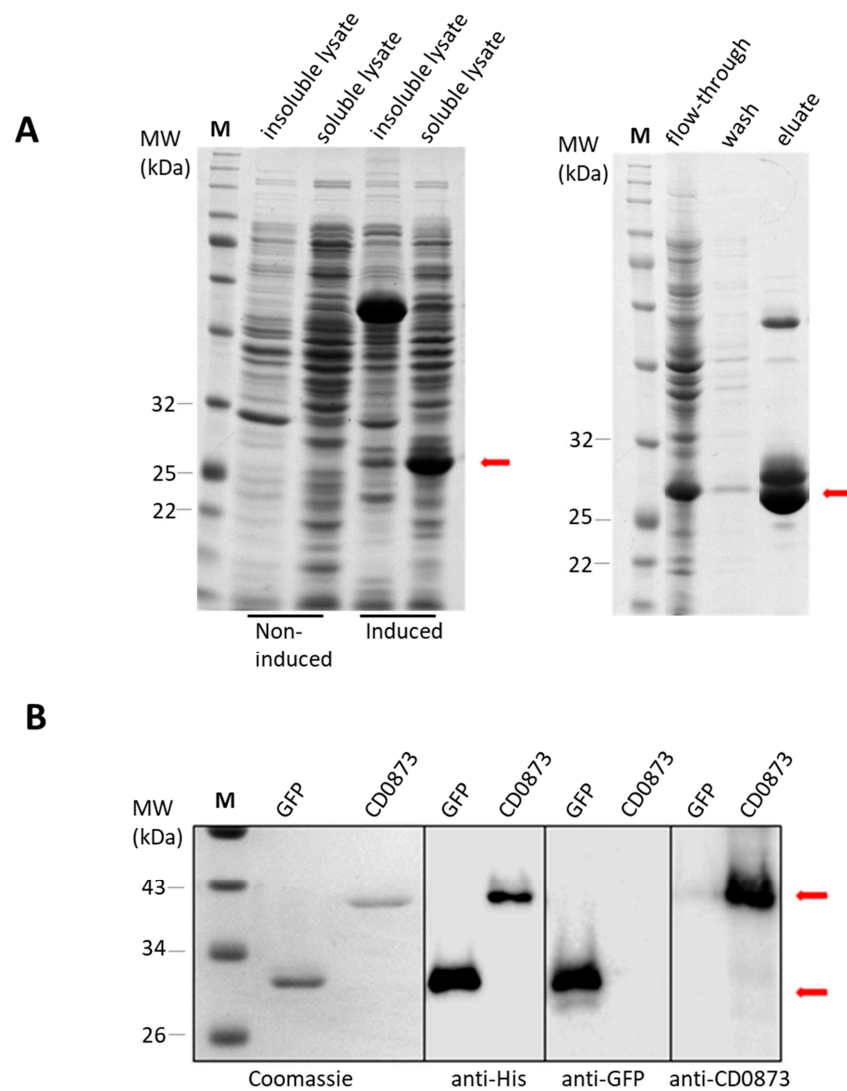 A
MW
(kDa)
M
insoluble lysate
soluble lysate
insoluble lysate
soluble lysate
32
25
22
Non-
induced
Induced
MW
(kDa)
M
flow-through
wash
eluate
32
25
22
B
MW
(kDa)
M
GFP
CD0873
GFP
CD0873
GFP
CD0873
GFP
CD0873
43
34
26
Coomassie
anti-His
anti-GFP
anti-CD0873